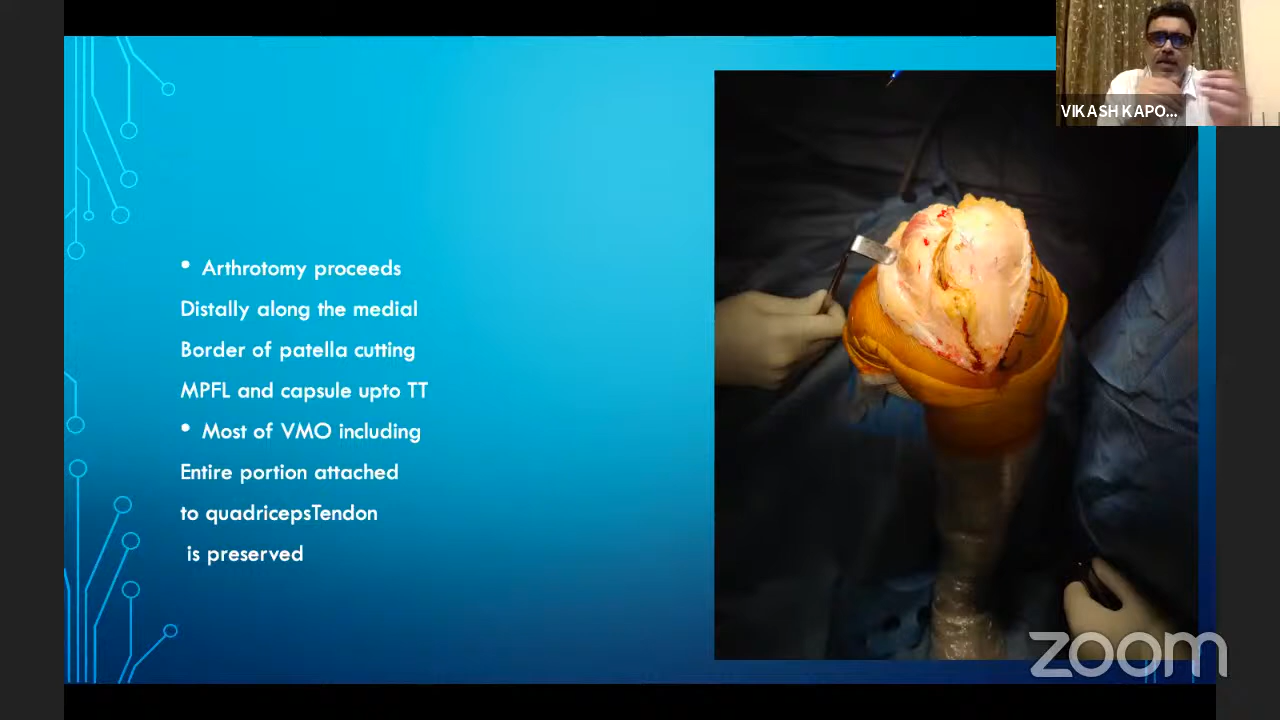 VIKASH KAPO...
• Arthrotomy proceeds
Distally along the medial
Border of patella cutting
MPFL and capsule upto TT
• Most of VMO including
Entire portion attached
to quadricepsTendon
is preserved
zoom